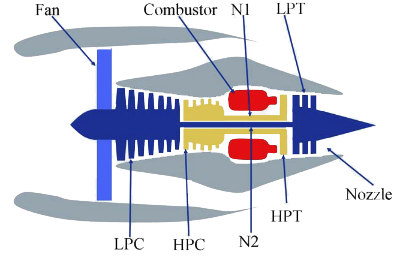 Fan
Combustor
N1
LPT
Nozzle
LPC
HPC
N2
HPT